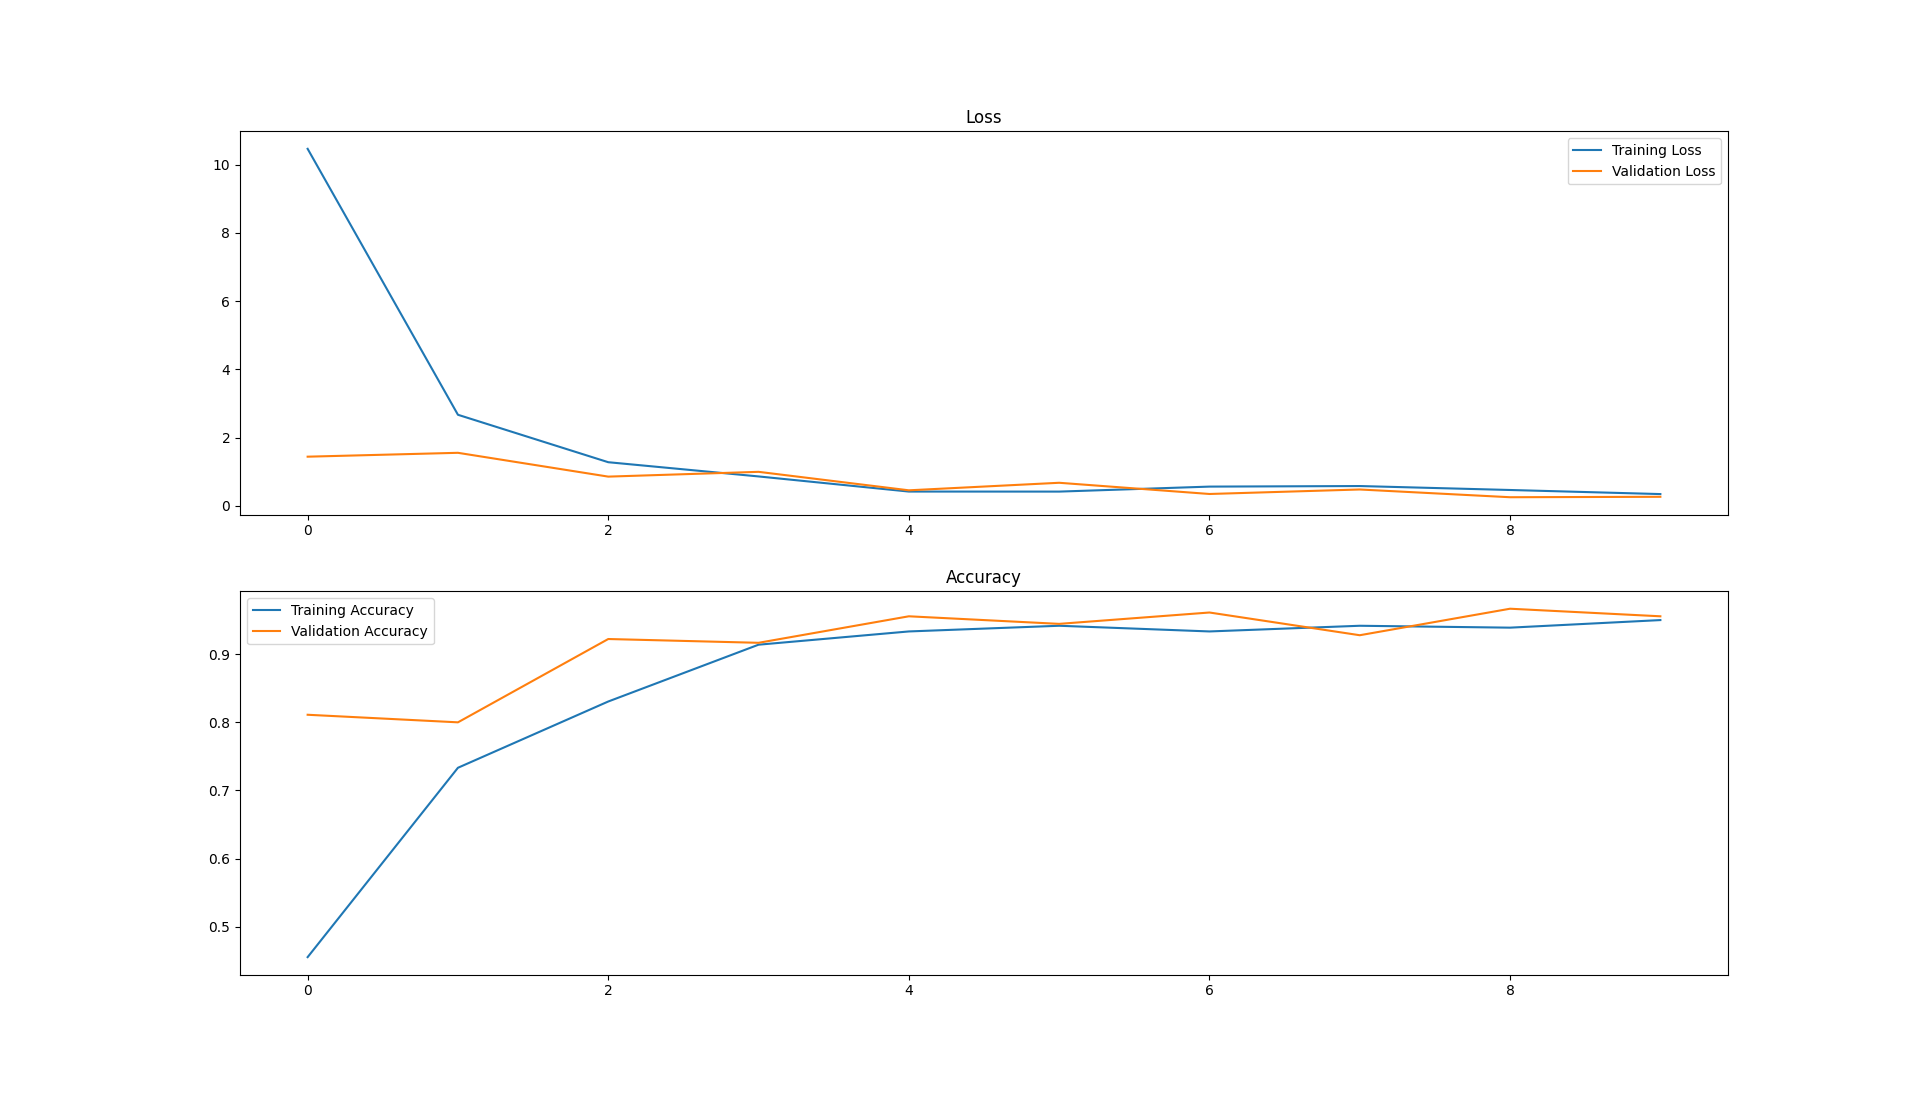 Loss
10
8
6
4
2
0
Training Loss
Validation Loss
0 2 4 6 8
Accuracy
Training Accuracy
Validation Accuracy
0.9
0.8
0.7
0.6
0.5
0 2 4 6 8